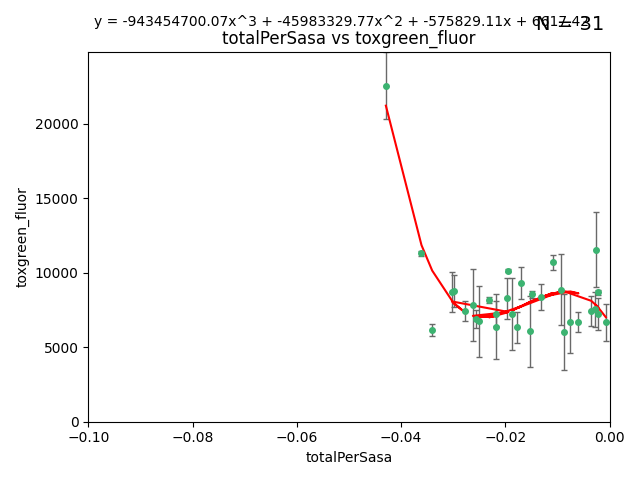 y = -943454700.07x^3 + -45983329.77x^2 + -575829.11x +
N = 31
totalPerSasa vs toxgreen_fluor
toxgreen_fluor
20000
15000
10000
5000
0
−0.10 −0.08 −0.06 −0.04 −0.02 0.00
totalPerSasa